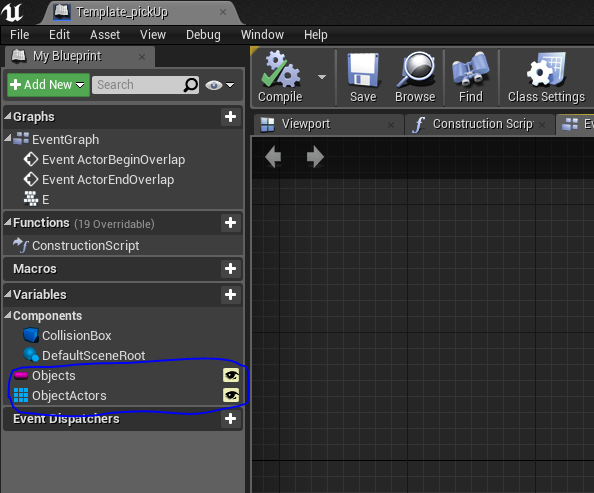 Template_pickUp
File Edit Asset View Debug Window Help
My Blueprint
Add New Search
Compile Save Browse Find Class Settings
Graphs
Viewport Construction Scrip Ev
EventGraph
Event ActorBeginOverlap
Event ActorEndOverlap
E
Functions (19 Overridable)
ConstructionScript
Macros
Variables
Components
CollisionBox
DefaultSceneRoot
Objects
ObjectActors
Event Dispatchers